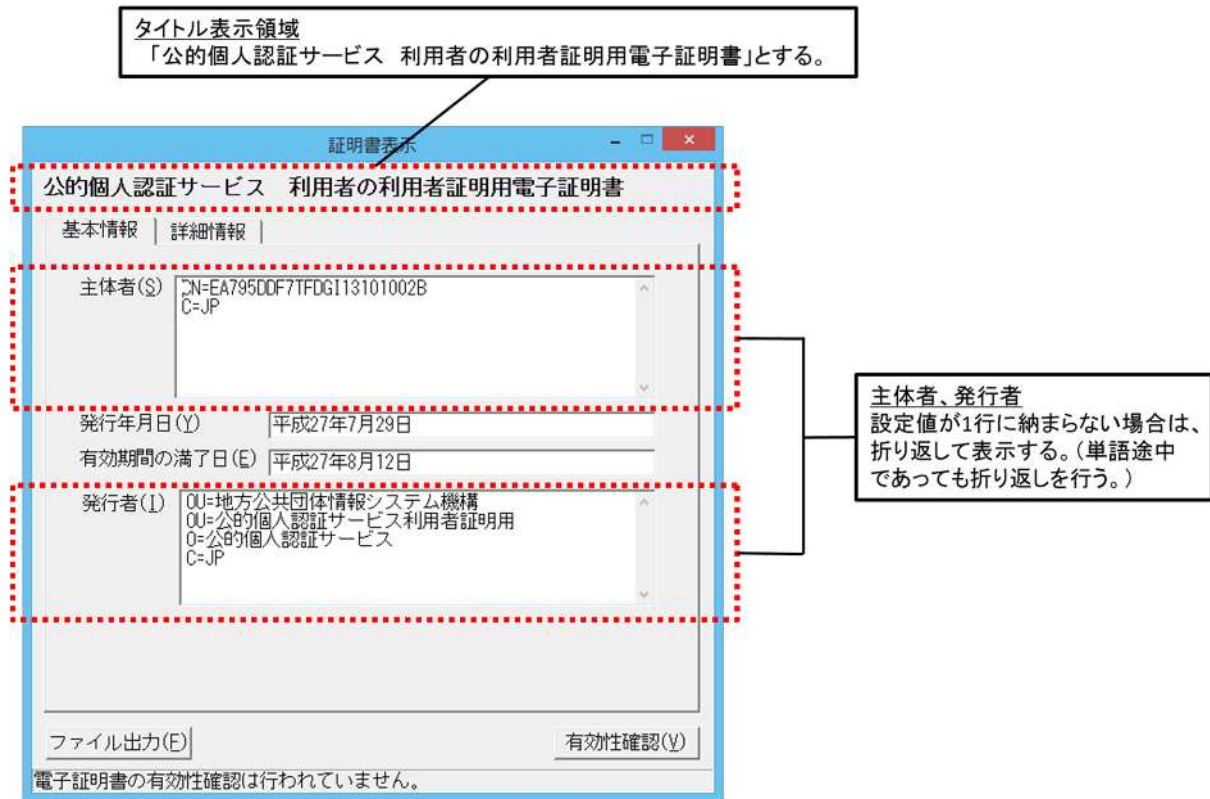 タイトル表示領域
「公的個人認証サービス　利用者の利用者証明用電子証明書」とする。
証明書表示
公的個人認証サービス　利用者の利用者証明用電子証明書
基本情報
詳細情報
主体者(S)
CN=EA795DDF7TFDGI13101002B
C=JP
発行年月日(Y)
平成27年7月29日
有効期間の満了日(E)
平成27年8月12日
発行者(I)
OU=地方公共団体情報システム機構
OU=公的個人認証サービス利用者証明用
O=公的個人認証サービス
C=JP
主体者、発行者
設定値が1行に納まらない場合は、
折り返して表示する。(単語途中
であっても折り返しを行う。)
ファイル出力(F)
有効性確認(V)
電子証明書の有効性確認は行われていません。